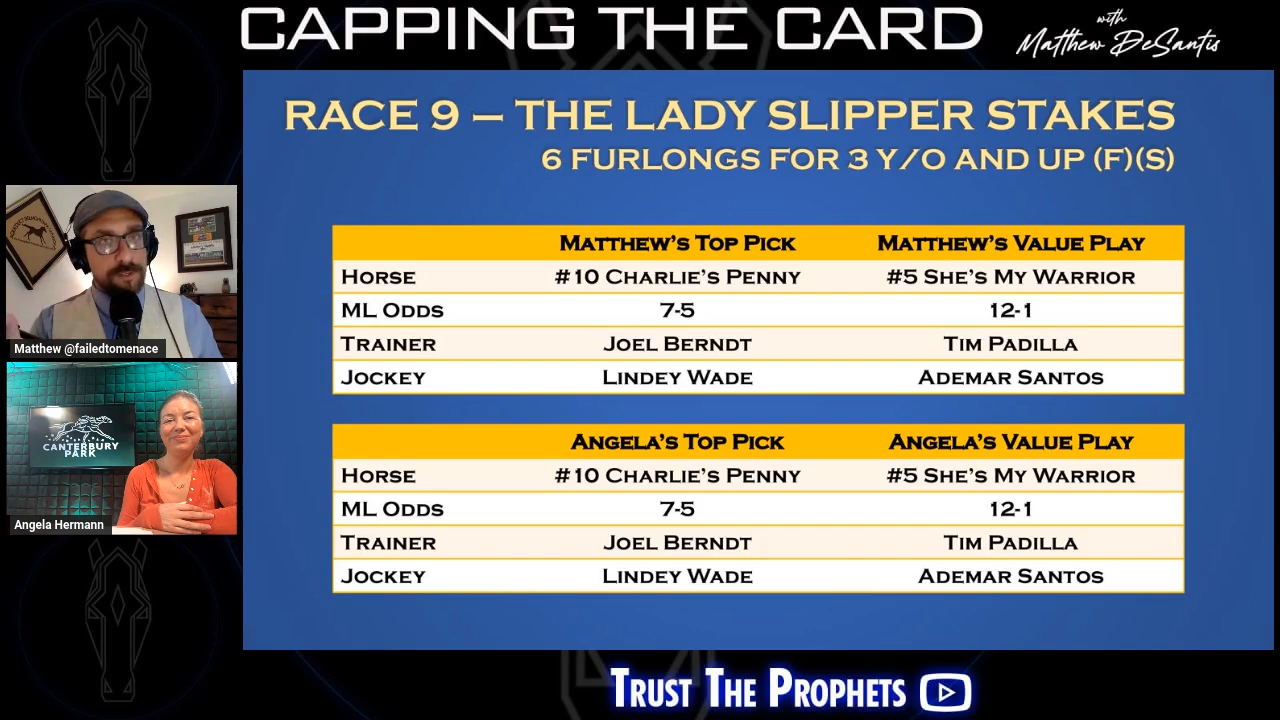 CAPPING THE CARD
with
Matthew DeSantis
RACE 9 – THE LADY SLIPPER STAKES
6 FURLONGS FOR 3 Y/O AND UP (F)(S)
MATTHEW'S TOP PICK MATTHEW'S VALUE PLAY
HORSE #10 CHARLIE'S PENNY #5 SHE'S MY WARRIOR
ML ODDS 7-5 12-1
TRAINER JOEL BERNDT TIM PADILLA
JOCKEY LINDEY WADE ADEMAR SANTOS
ANGELA'S TOP PICK ANGELA'S VALUE PLAY
HORSE #10 CHARLIE'S PENNY #5 SHE'S MY WARRIOR
ML ODDS 7-5 12-1
TRAINER JOEL BERNDT TIM PADILLA
JOCKEY LINDEY WADE ADEMAR SANTOS
Matthew @failedtomenace
CANTERBURY
PARK
Angela Hermann
TRUST THE PROPHETS